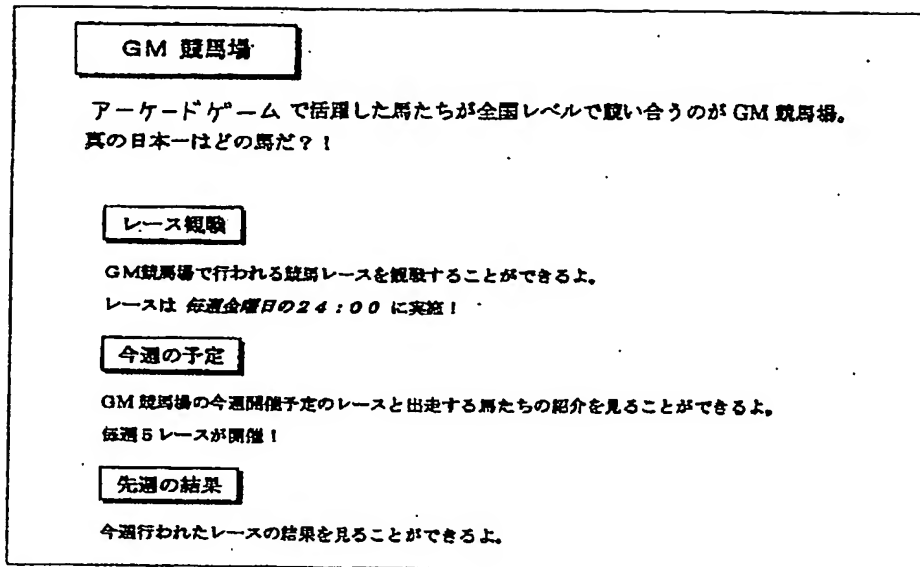 GM 競馬場
アーケードゲーム で活躍した馬たちが全国レベルで競い合うのが GM 競馬場。
真の日本一はどの馬だ？！
レース観戦
GM競馬場で行われる競馬レースを観戦することができるよ。
レースは 毎週金曜日の24：00 に実施！
今週の予定
GM 競馬場の今週開催予定のレースと出走する馬たちの紹介を見ることができるよ。
毎週5レースが開催！
先週の結果
今週行われたレースの結果を見ることができるよ。